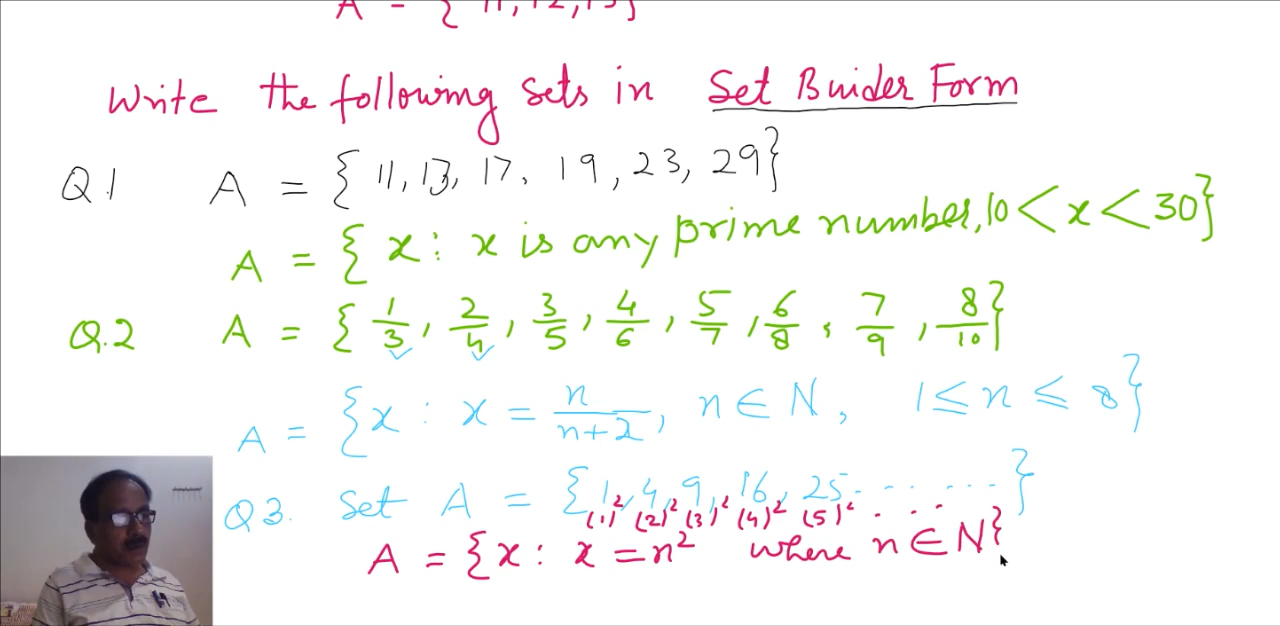 A = {11, 12, 13}
Write the following sets in Set Buider Form
Q.1 A = {11, 13, 17, 19, 23, 29}
A = {x : x is any prime number, 10 < x < 30}
Q.2 A = {1/3, 2/4, 3/5, 4/6, 5/7, 6/8, 7/9, 8/10}
A = {x : x = n/n+2, n ∈ N, 1 ≤ n ≤ 8}
Q3. Set A = {1, 4, 9, 16, 25 - - - - - - -}
(1)² (2)² (3)² (4)² (5)² . . . .
A = {x : x = n² where n ∈ N}